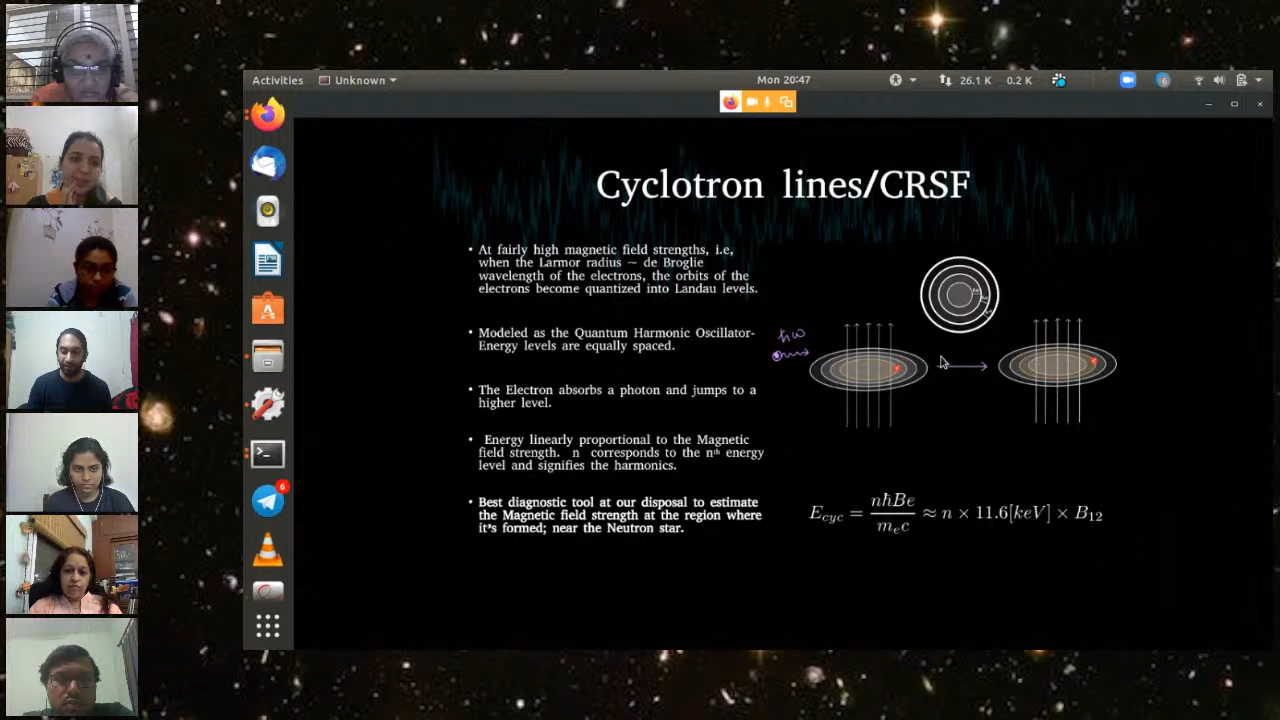 Activities Unknown Mon 20:47 26.1 K 0.2 K 6
Cyclotron lines/CRSF
• At fairly high magnetic field strengths, i.e,
when the Larmor radius ~ de Broglie
wavelength of the electrons, the orbits of the
electrons become quantized into Landau levels.
• Modeled as the Quantum Harmonic Oscillator-
Energy levels are equally spaced.
• The Electron absorbs a photon and jumps to a
higher level.
• Energy linearly proportional to the Magnetic
field strength. n corresponds to the nᵗʰ energy
level and signifies the harmonics.
• Best diagnostic tool at our disposal to estimate
the Magnetic field strength at the region where
it's formed; near the Neutron star.
ħω
E_cyc = nħBe / m_e c ≈ n × 11.6[keV] × B₁₂
6